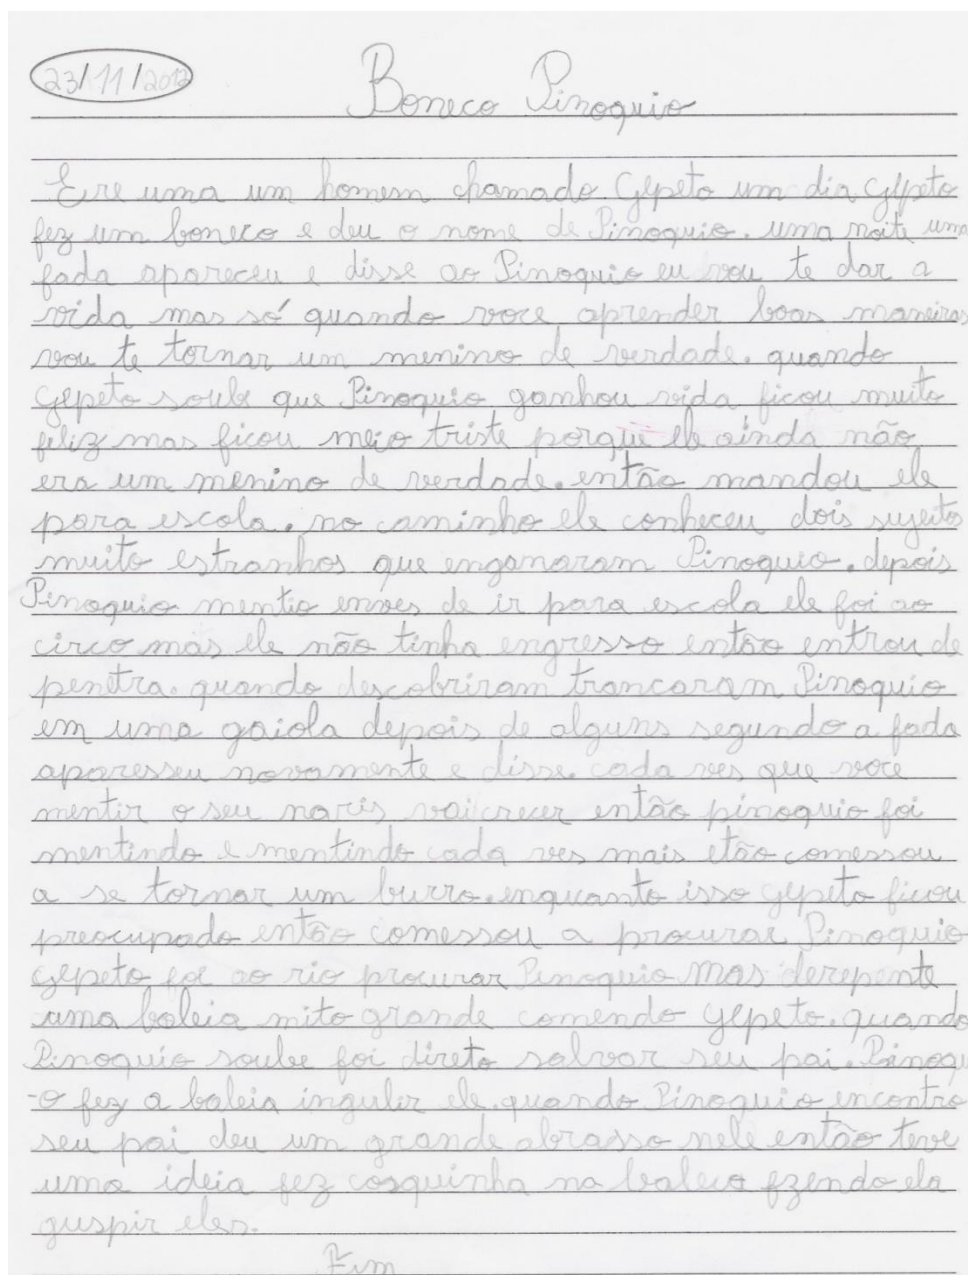 23/11/2012
Boneco Pinoquio
Ere uma um homem chamado Gepeto um dia gepeto
fez um boneco e deu o nome de Pinoquio. uma noite uma
fada apareceu e disse ao Pinoquio eu vou te dar a
vida mas só quando voce aprender boas maneiras
vou te tornar um menino de verdade. quando
gepeto soube que Pinoquio ganhou vida ficou muito
feliz mas ficou meio triste porque ele ainda não
era um menino de verdade. então mandou ele
para escola. no caminho ele conheceu dois sujeitos
muito estranhos que enganaram Pinoquio. depois
Pinoquio mentio enves de ir para escola ele foi ao
circo mas ele não tinha engresso então entrou de
penetra. quando descobriram trancaram Pinoquio
em uma gaiola depois de alguns segundo a fada
aparesseu novamente e disse. cada ves que voce
mentir o seu naris vai crecer então pinoquio foi
mentindo e mentindo cada ves mais etão comessou
a se tornar um burro. enquanto isso gepeto ficou
preocupado então comessou a procurar Pinoquio
gepeto foi ao rio procurar Pinoquio mas derepente
uma baleia mito grande comendo gepeto. quando
Pinoquio soube foi direto salvar seu pai. Pinoqui
-o fez a baleia ingulir ele. quando Pinoquio encontro
seu pai deu um grande abrasso nele então teve
uma ideia fez cosquinha na baleia fzendo ela
guspir eles.
Fim